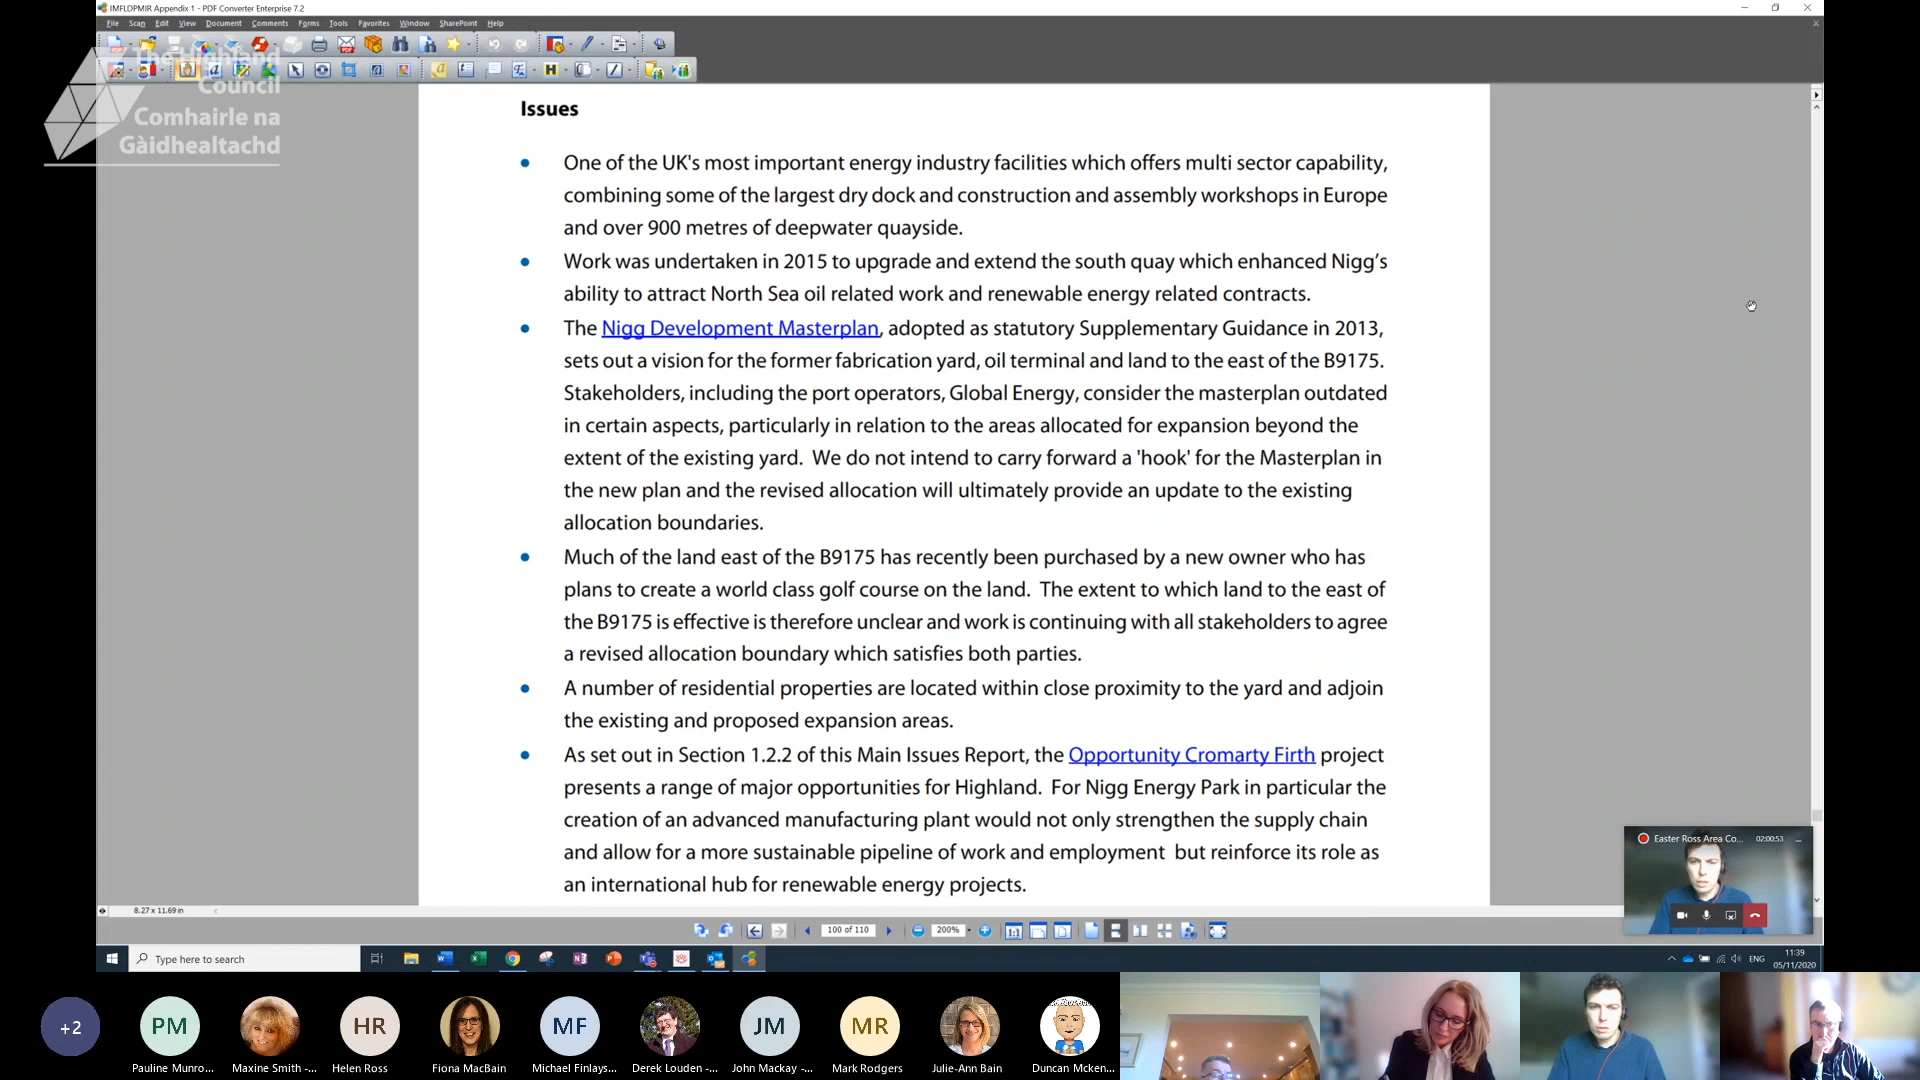 IMFLDPMIR Appendix 1 - PDF Converter Enterprise 7.2
File Scan Edit View Document Comments Forms Tools Favorites Window SharePoint Help
The Highland
Council
Comhairle na
Gàidhealtachd
Issues
One of the UK's most important energy industry facilities which offers multi sector capability,
combining some of the largest dry dock and construction and assembly workshops in Europe
and over 900 metres of deepwater quayside.
Work was undertaken in 2015 to upgrade and extend the south quay which enhanced Nigg’s
ability to attract North Sea oil related work and renewable energy related contracts.
The Nigg Development Masterplan, adopted as statutory Supplementary Guidance in 2013,
sets out a vision for the former fabrication yard, oil terminal and land to the east of the B9175.
Stakeholders, including the port operators, Global Energy, consider the masterplan outdated
in certain aspects, particularly in relation to the areas allocated for expansion beyond the
extent of the existing yard. We do not intend to carry forward a 'hook' for the Masterplan in
the new plan and the revised allocation will ultimately provide an update to the existing
allocation boundaries.
Much of the land east of the B9175 has recently been purchased by a new owner who has
plans to create a world class golf course on the land. The extent to which land to the east of
the B9175 is effective is therefore unclear and work is continuing with all stakeholders to agree
a revised allocation boundary which satisfies both parties.
A number of residential properties are located within close proximity to the yard and adjoin
the existing and proposed expansion areas.
As set out in Section 1.2.2 of this Main Issues Report, the Opportunity Cromarty Firth project
presents a range of major opportunities for Highland. For Nigg Energy Park in particular the
creation of an advanced manufacturing plant would not only strengthen the supply chain
and allow for a more sustainable pipeline of work and employment but reinforce its role as
an international hub for renewable energy projects.
Easter Ross Area Co... 02:00:53
8.27 x 11.69 in
100 of 110 200%
Type here to search
ENG
11:39
05/11/2020
+2
PM HR MF JM MR
Pauline Munro... Maxine Smith -... Helen Ross Fiona MacBain Michael Finlays... Derek Louden -... John Mackay -... Mark Rodgers Julie-Ann Bain Duncan Mcken...